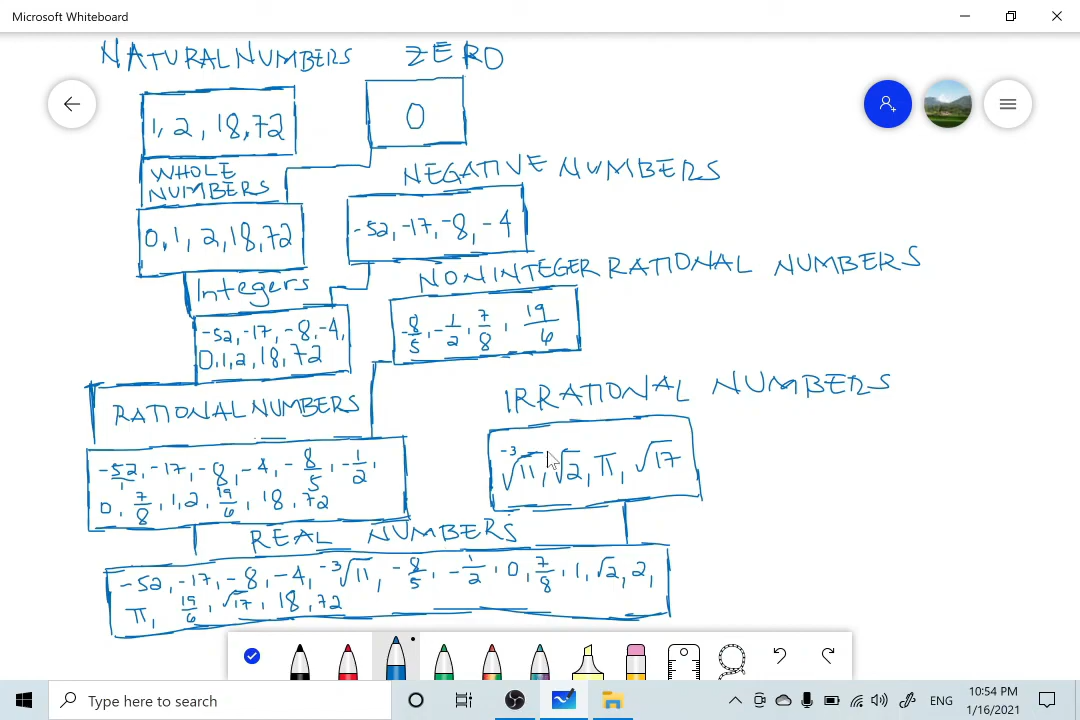 Microsoft Whiteboard
NATURAL NUMBERS ZERO
1, 2, 18, 72
0
WHOLE
NUMBERS
NEGATIVE NUMBERS
0, 1, 2, 18, 72
-52, -17, -8, -4
NONINTEGER RATIONAL NUMBERS
Integers
-8/5, -1/2, 7/8, 19/6
-52, -17, -8, -4,
0, 1, 2, 18, 72
RATIONAL NUMBERS
IRRATIONAL NUMBERS
-³√11, √2, π, √17
-52/1, -17, -8, -4, -8/5, -1/2,
0, 7/8, 1, 2, 19/6, 18, 72
REAL NUMBERS
-52, -17, -8, -4, -³√11, -8/5, -1/2, 0, 7/8, 1, √2, 2,
π, 19/6, √17, 18, 72
Type here to search
ENG
10:54 PM
1/16/2021